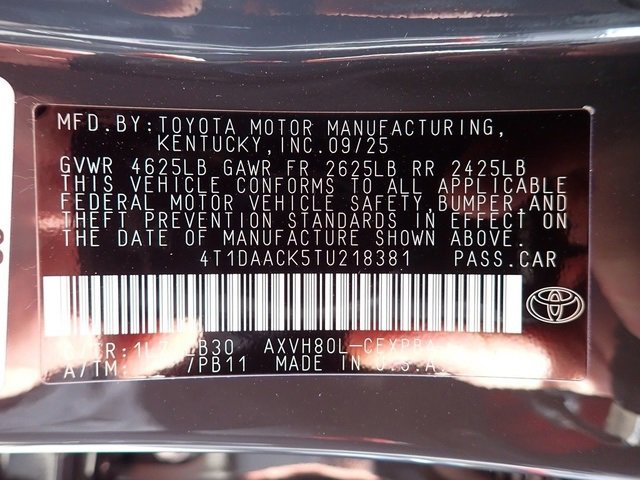 MFD.BY:TOYOTA MOTOR MANUFACTURING,
KENTUCKY,INC.09/25
GVWR 4625LB GAWR FR 2625LB RR 2425LB
THIS VEHICLE CONFORMS TO ALL APPLICABLE
FEDERAL MOTOR VEHICLE SAFETY,BUMPER,AND
THEFT PREVENTION STANDARDS IN EFFECT ON
THE DATE OF MANUFACTURE SHOWN ABOVE.
4T1DAACK5TU218381 PASS.CAR
AXVH80L-
A/TM: /PB11 MADE IN U.S.A.